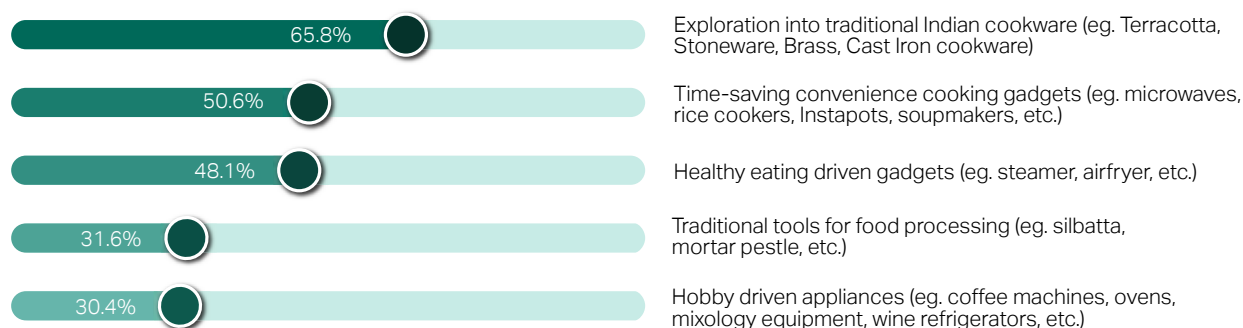 65.8%
Exploration into traditional Indian cookware (eg. Terracotta,
Stoneware, Brass, Cast Iron cookware)
50.6%
Time-saving convenience cooking gadgets (eg. microwaves,
rice cookers, Instapots, soupmakers, etc.)
48.1%
Healthy eating driven gadgets (eg. steamer, airfryer, etc.)
31.6%
Traditional tools for food processing (eg. silbatta,
mortar pestle, etc.)
30.4%
Hobby driven appliances (eg. coffee machines, ovens,
mixology equipment, wine refrigerators, etc.)